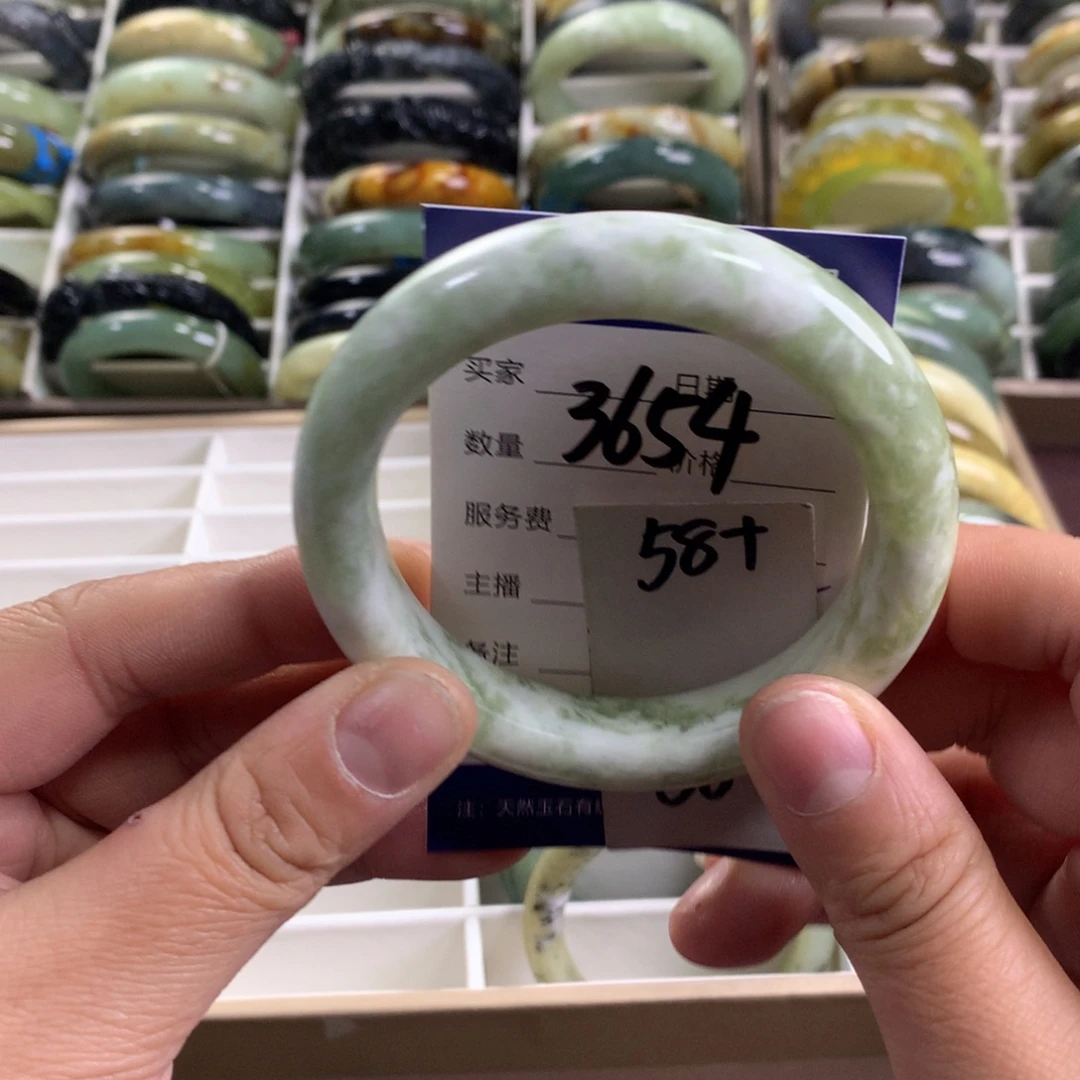 买家 日期
3654
数量 价格
服务费
58+
主播
备注
注：天然玉石有